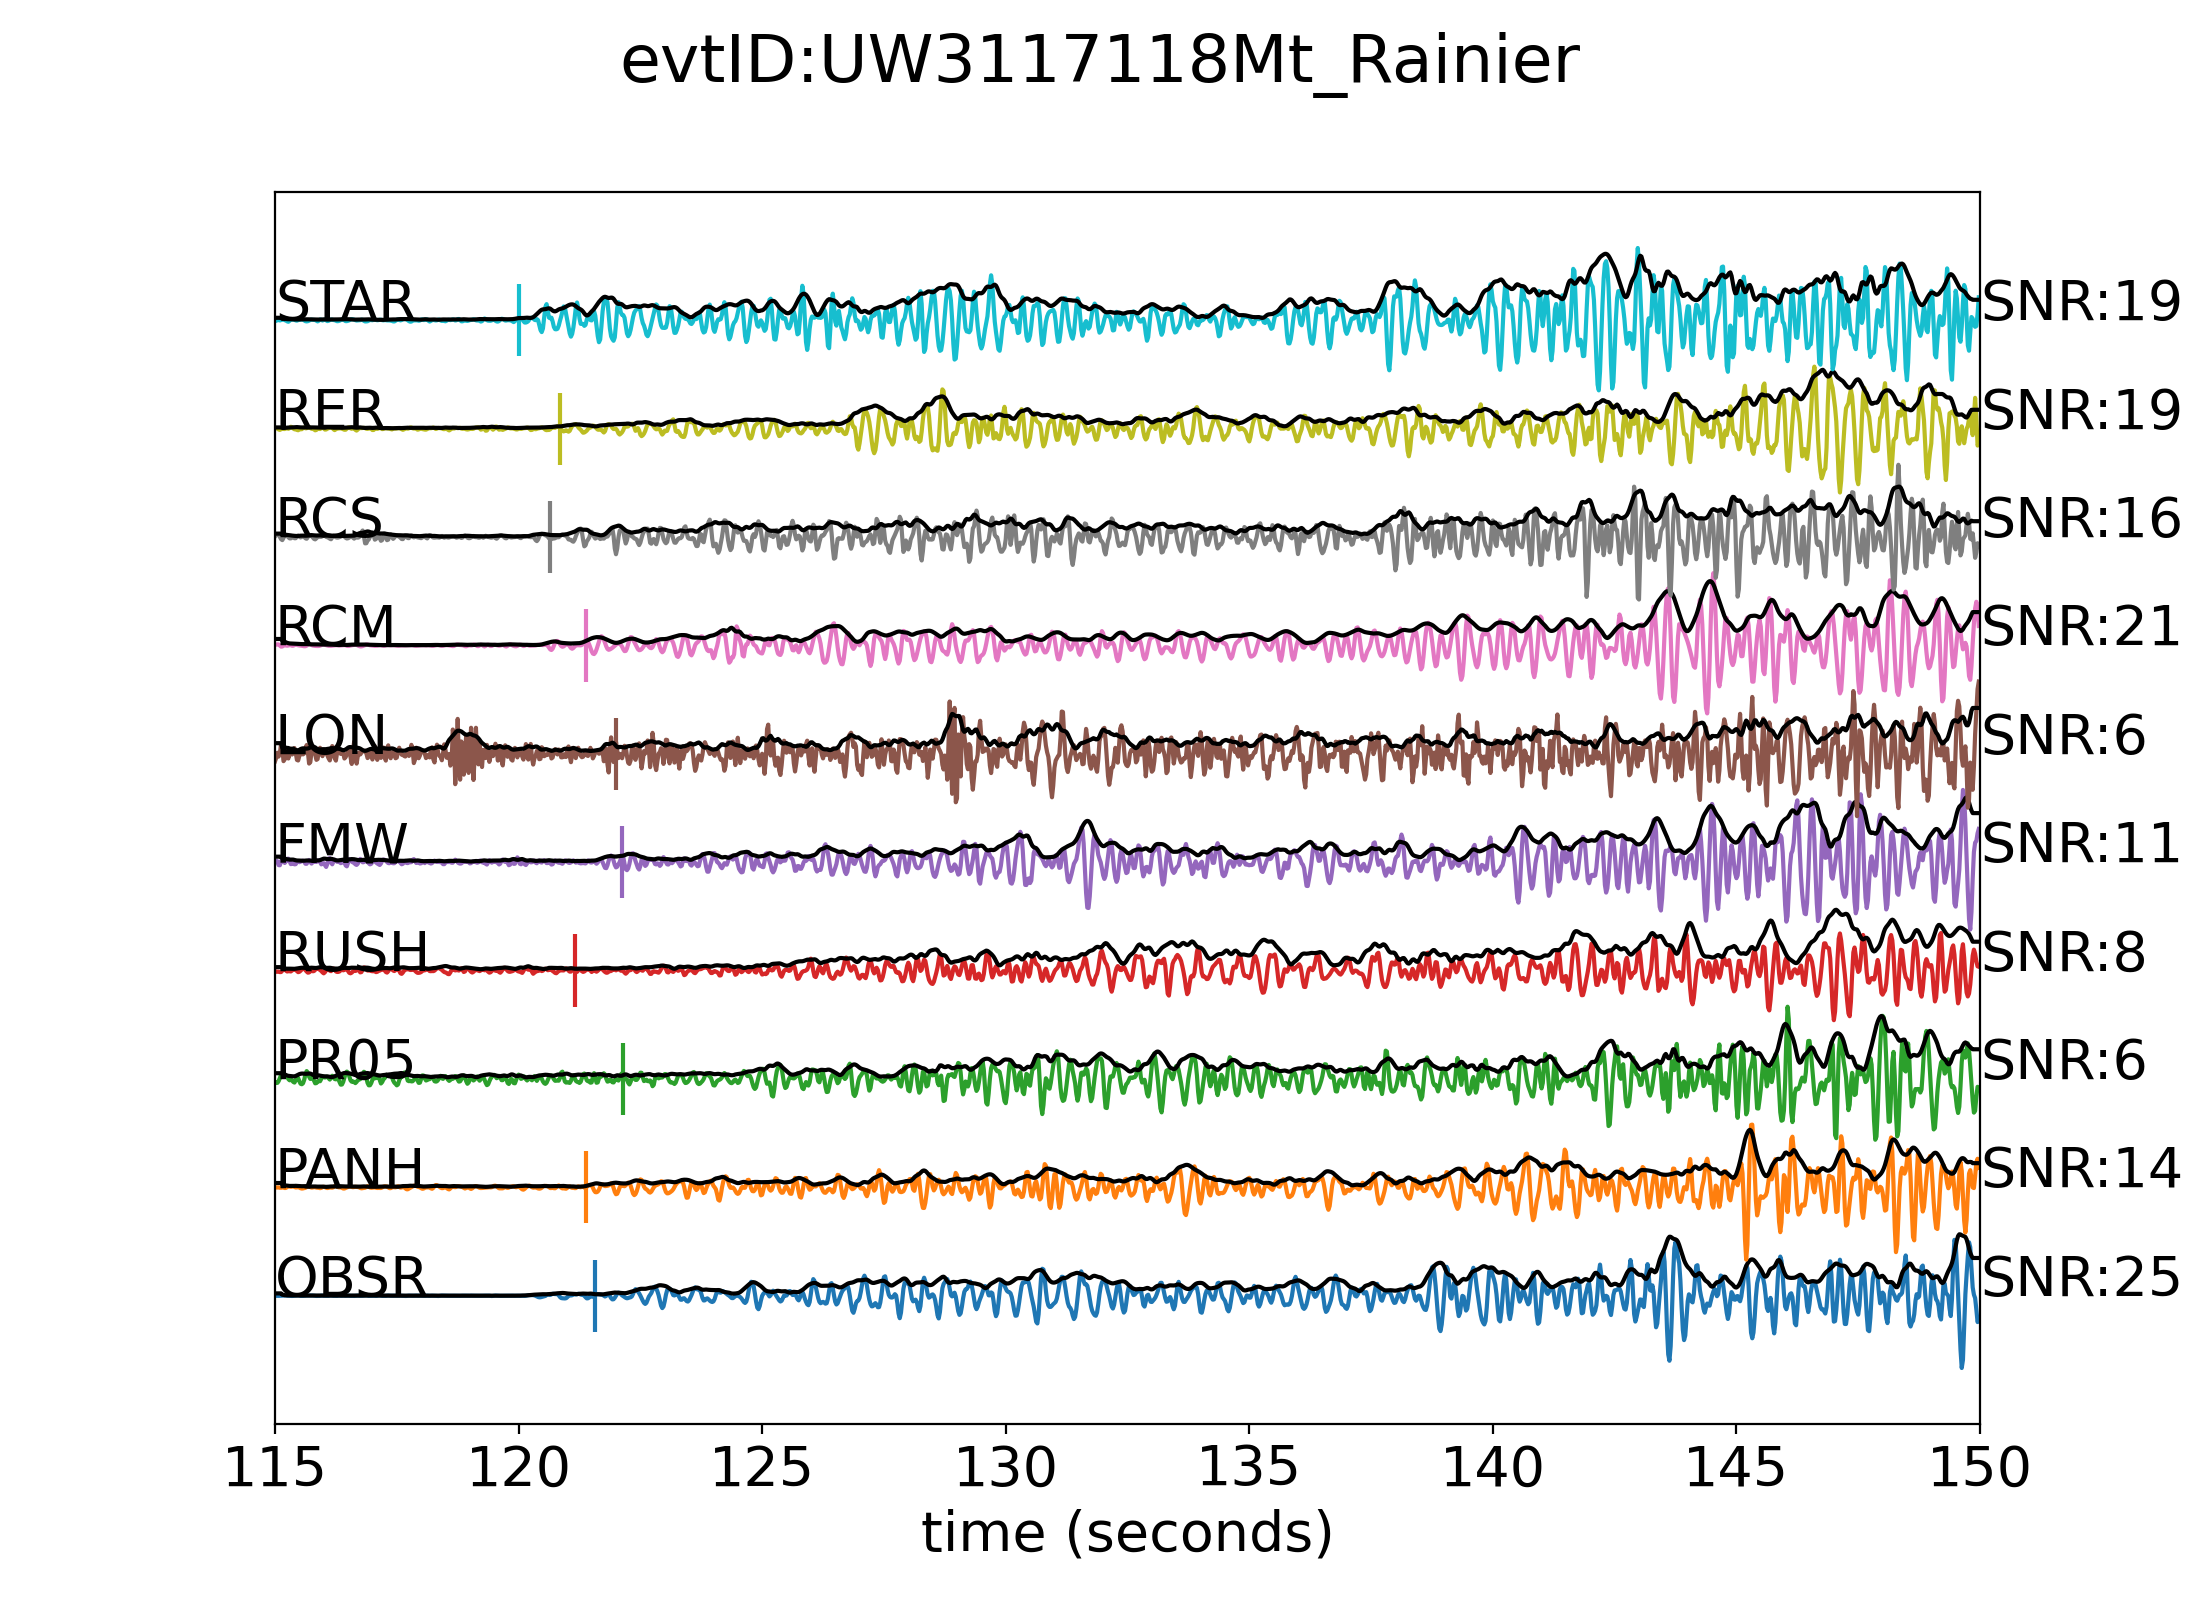 evtID:UW3117118Mt_Rainier
STAR SNR:19
RER SNR:19
RCS SNR:16
RCM SNR:21
LON SNR:6
FMW SNR:11
RUSH SNR:8
PR05 SNR:6
PANH SNR:14
OBSR SNR:25
115 120 125 130 135 140 145 150
time (seconds)